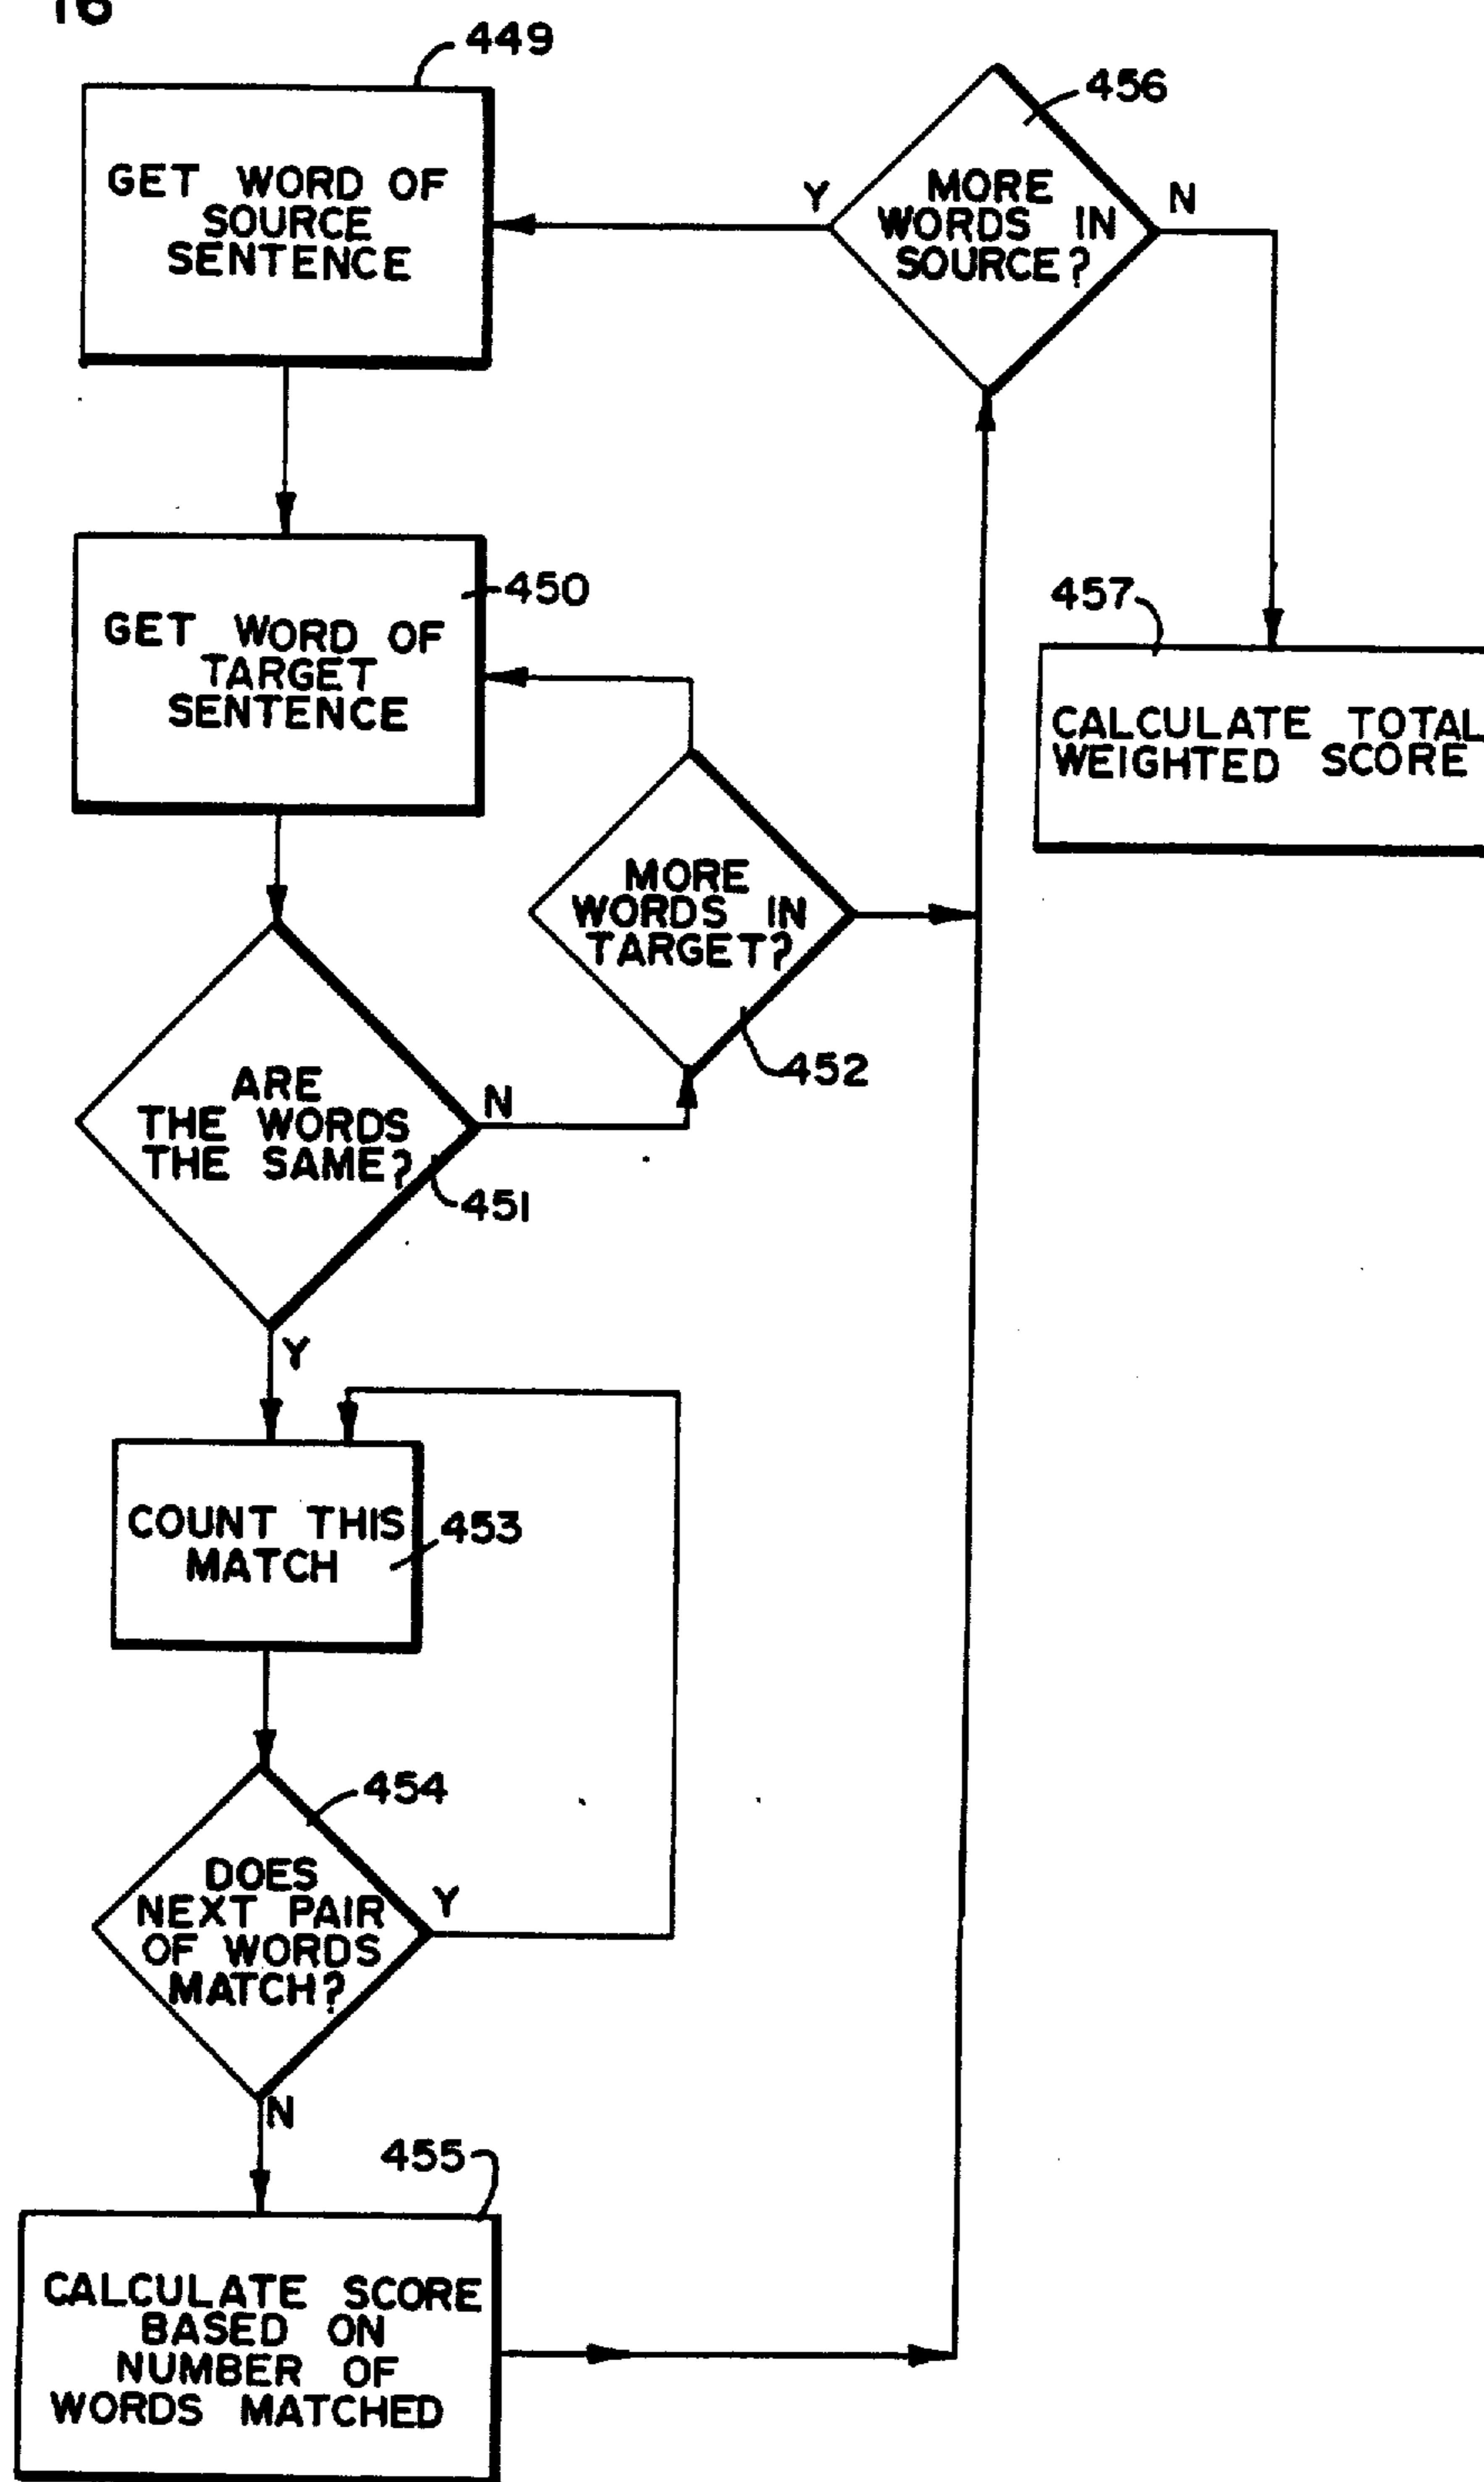 16
449
GET WORD OF
SOURCE
SENTENCE
456
Y
MORE
WORDS IN
SOURCE?
N
450
GET WORD OF
TARGET
SENTENCE
457
CALCULATE TOTAL
WEIGHTED SCORE
MORE
WORDS IN
TARGET?
452
ARE
THE WORDS
THE SAME?
N
451
Y
COUNT THIS
MATCH
453
454
DOES
NEXT PAIR
OF WORDS
MATCH?
Y
N
455
CALCULATE SCORE
BASED ON
NUMBER OF
WORDS MATCHED